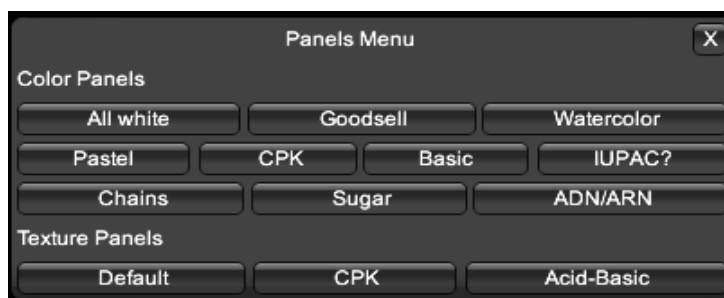 Panels Menu X
Color Panels
All white Goodsell Watercolor
Pastel CPK Basic IUPAC?
Chains Sugar ADN/ARN
Texture Panels
Default CPK Acid-Basic